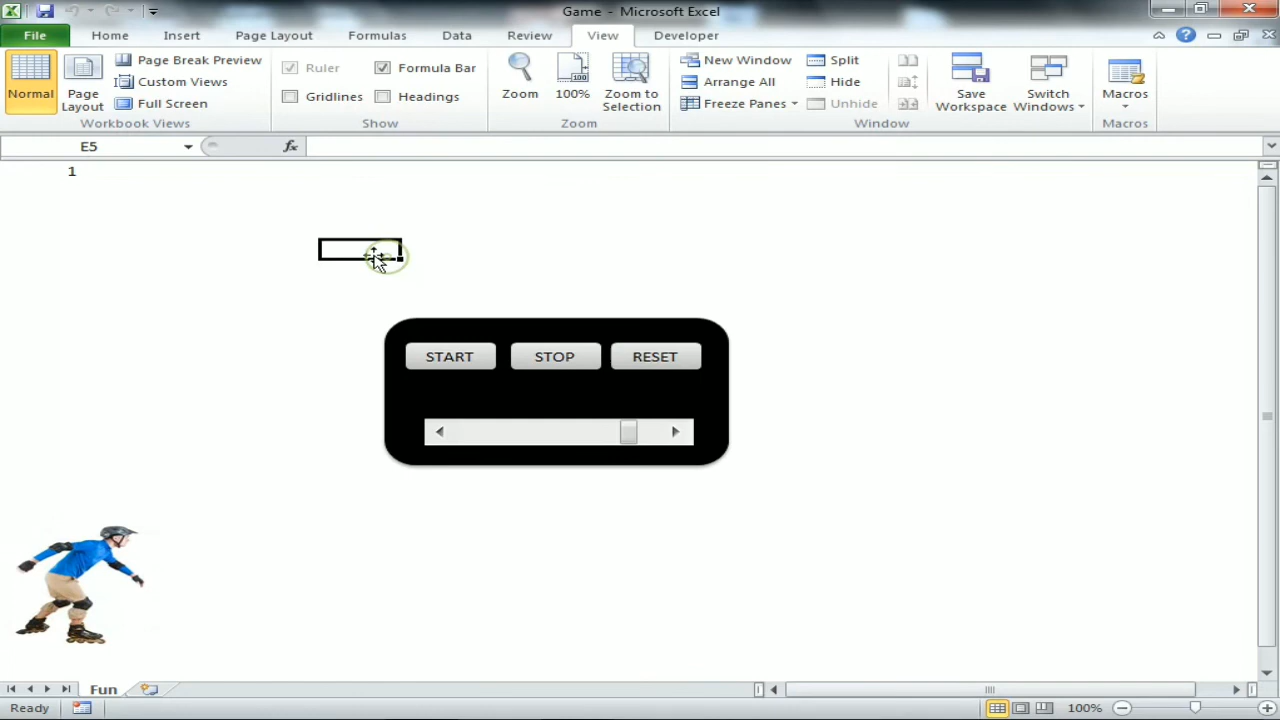 Game - Microsoft Excel
File Home Insert Page Layout Formulas Data Review View Developer
Normal
Page Layout
Page Break Preview
Custom Views
Full Screen
Workbook Views
Ruler
Formula Bar
Gridlines
Headings
Show
Zoom
100
100%
Zoom to Selection
Zoom
New Window
Arrange All
Freeze Panes
Split
Hide
Unhide
Save Workspace
Switch Windows
Window
Macros
Macros
E5
fx
1
START STOP RESET
Fun
Ready
100%